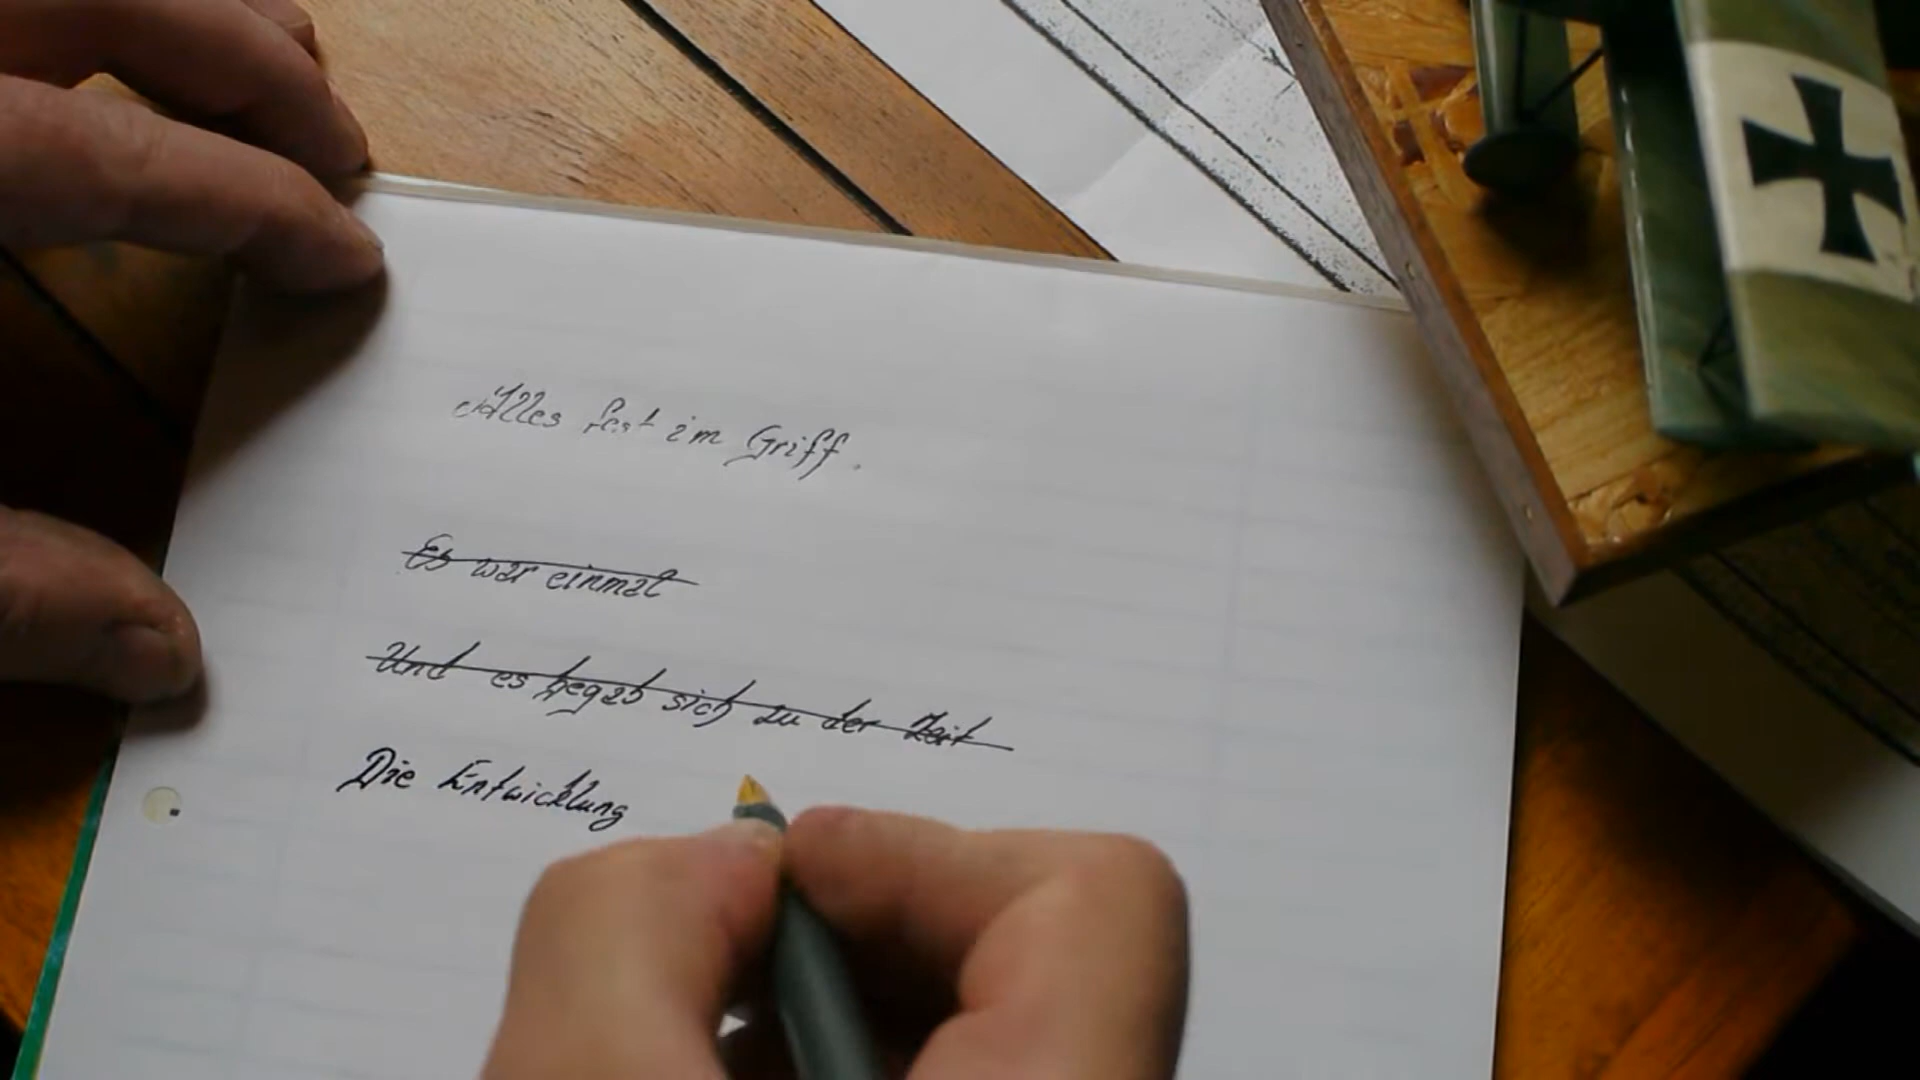 Alles fest im Griff.
Es war einmal
Und es begab sich zu der Zeit
Die Entwicklung